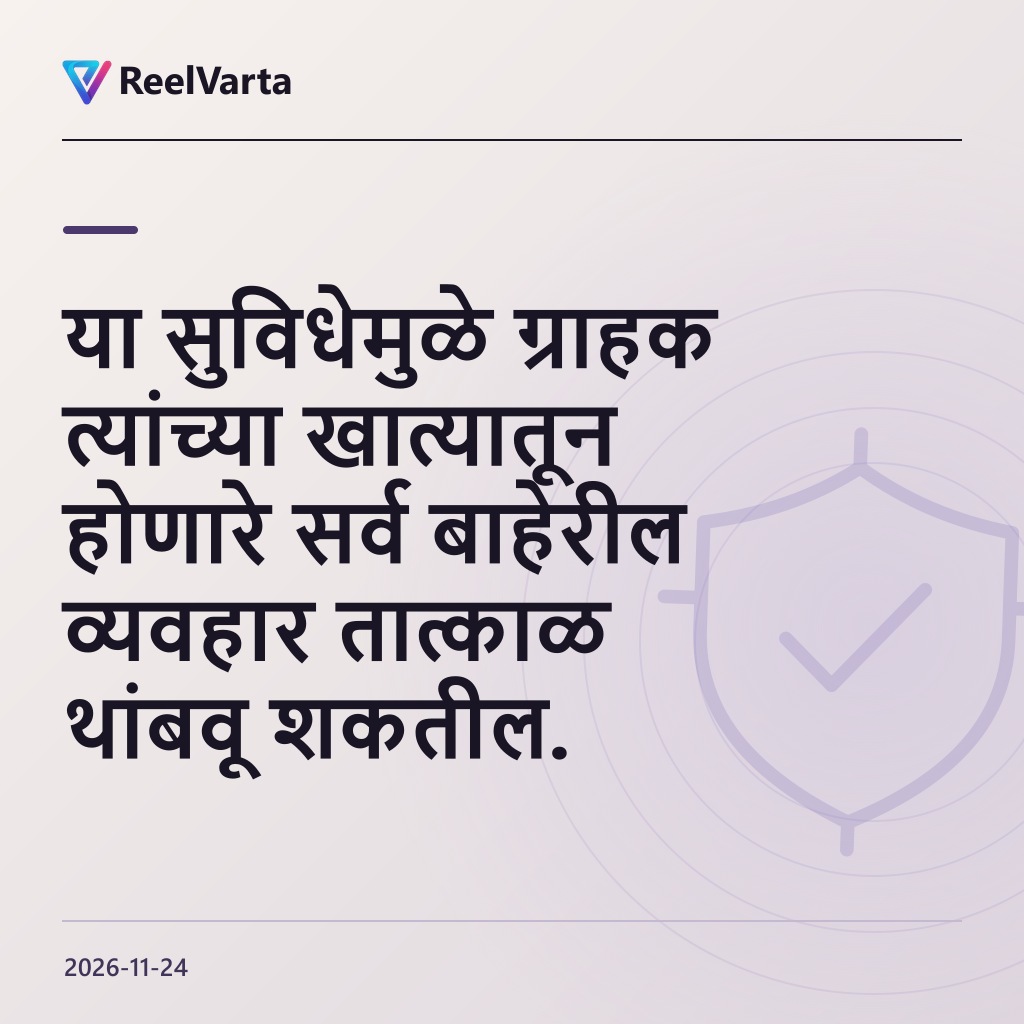 ReelVarta
या सुविधेमुळे ग्राहक
त्यांच्या खात्यातून
होणारे सर्व बाहेरील
व्यवहार तात्काळ
थांबवू शकतील.
2026-11-24